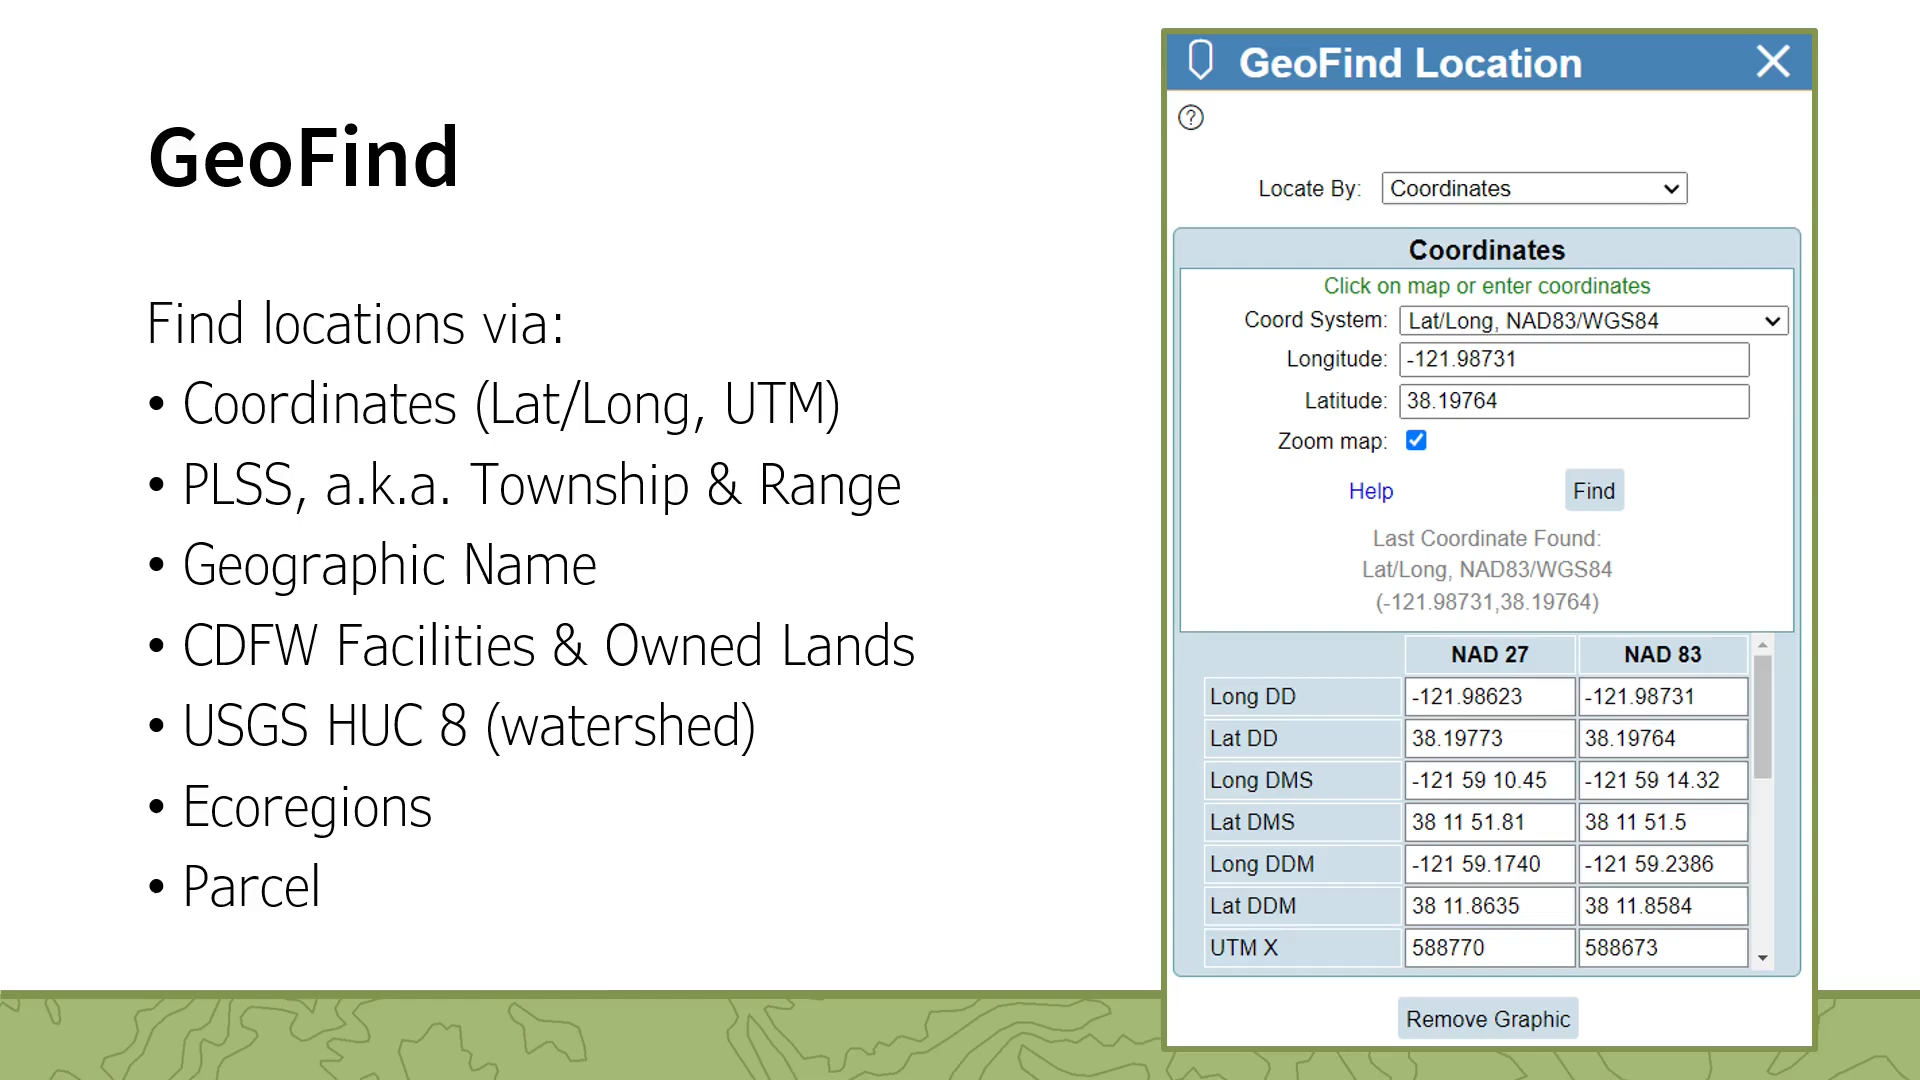 GeoFind
Find locations via:
• Coordinates (Lat/Long, UTM)
• PLSS, a.k.a. Township & Range
• Geographic Name
• CDFW Facilities & Owned Lands
• USGS HUC 8 (watershed)
• Ecoregions
• Parcel
GeoFind Location
?
Locate By: Coordinates
Coordinates
Click on map or enter coordinates
Coord System: Lat/Long, NAD83/WGS84
Longitude: -121.98731
Latitude: 38.19764
Zoom map:
Help Find
Last Coordinate Found:
Lat/Long, NAD83/WGS84
(-121.98731,38.19764)
NAD 27 NAD 83
Long DD -121.98623 -121.98731
Lat DD 38.19773 38.19764
Long DMS -121 59 10.45 -121 59 14.32
Lat DMS 38 11 51.81 38 11 51.5
Long DDM -121 59.1740 -121 59.2386
Lat DDM 38 11.8635 38 11.8584
UTM X 588770 588673
Remove Graphic